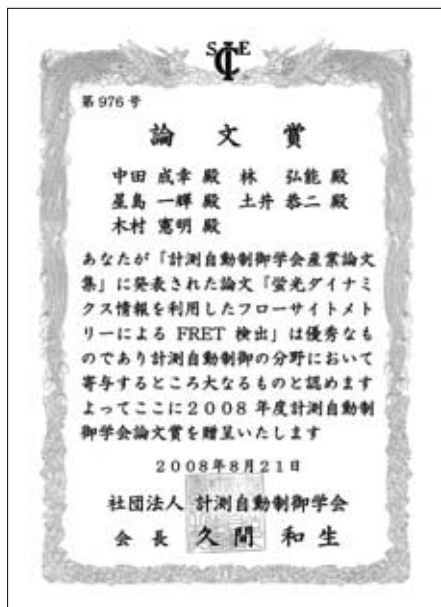 SICE
第976号
論文賞
中田 成幸 殿 林 弘能 殿
星島 一輝 殿 土井 恭二 殿
木村 憲明 殿
あなたが「計測自動制御学会産業論文
集」に発表された論文「蛍光ダイナミ
クス情報を利用したフローサイトメト
リーによる FRET 検出」は優秀なも
のであり計測自動制御の分野において
寄与するところ大なるものと認めます
よってここに2008 年度計測自動制
御学会論文賞を贈呈いたします
2008年8月21日
社団法人 計測自動制御学会
会長 久間 和生